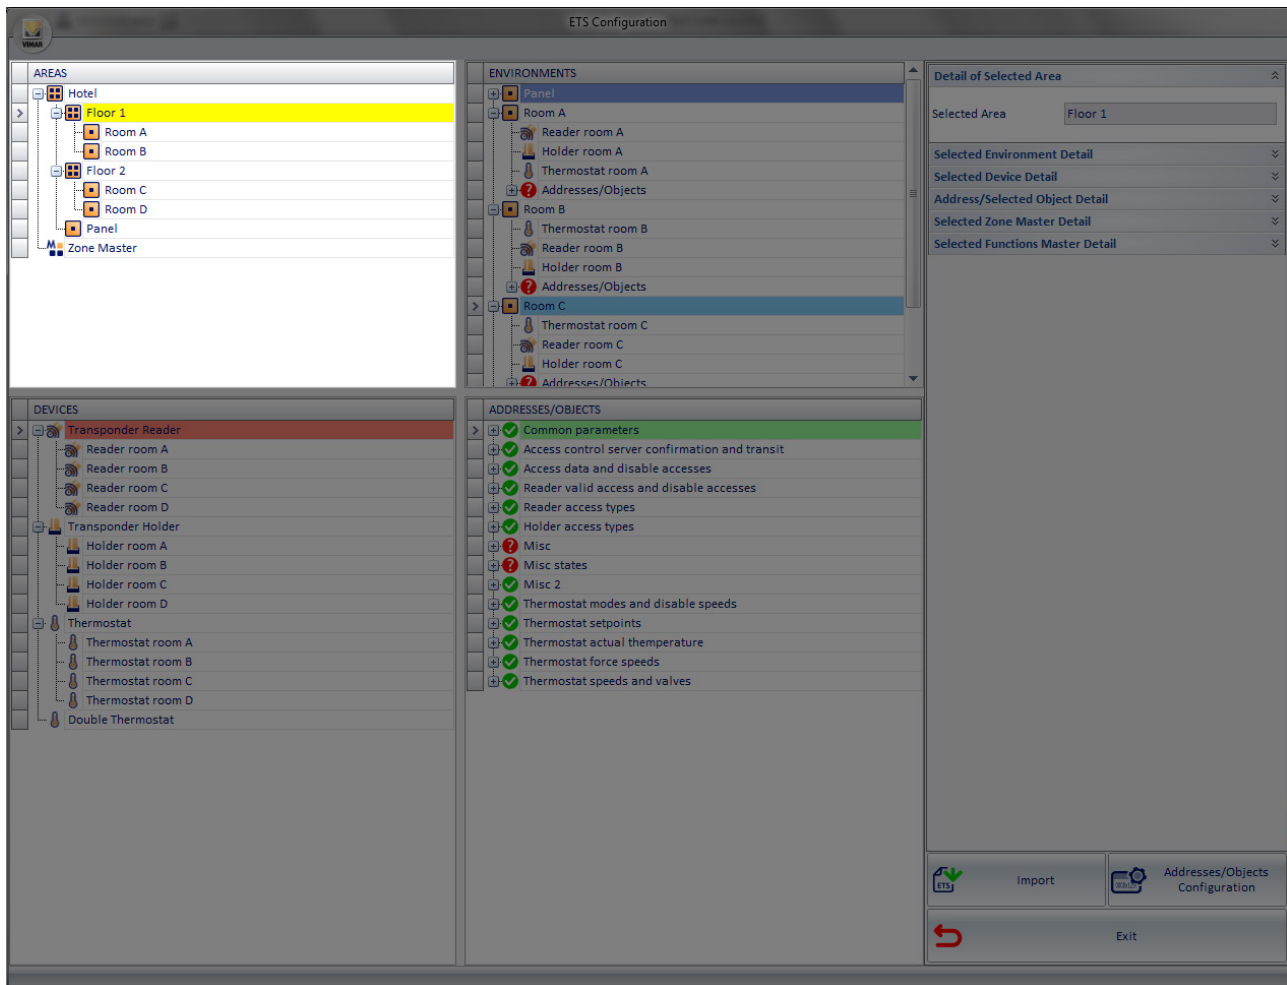 ETS Configuration
VIMAR
AREAS
Hotel
Floor 1
Room A
Room B
Floor 2
Room C
Room D
Panel
Zone Master
ENVIRONMENTS
Panel
Room A
Reader room A
Holder room A
Thermostat room A
Addresses/Objects
Room B
Thermostat room B
Reader room B
Holder room B
Addresses/Objects
Room C
Thermostat room C
Reader room C
Holder room C
Addresses/Objects
Detail of Selected Area
Selected Area Floor 1
Selected Environment Detail
Selected Device Detail
Address/Selected Object Detail
Selected Zone Master Detail
Selected Functions Master Detail
DEVICES
Transponder Reader
Reader room A
Reader room B
Reader room C
Reader room D
Transponder Holder
Holder room A
Holder room B
Holder room C
Holder room D
Thermostat
Thermostat room A
Thermostat room B
Thermostat room C
Thermostat room D
Double Thermostat
ADDRESSES/OBJECTS
Common parameters
Access control server confirmation and transit
Access data and disable accesses
Reader valid access and disable accesses
Reader access types
Holder access types
Misc
Misc states
Misc 2
Thermostat modes and disable speeds
Thermostat setpoints
Thermostat actual themperature
Thermostat force speeds
Thermostat speeds and valves
ETS
Import
Addresses/Objects
Configuration
Exit